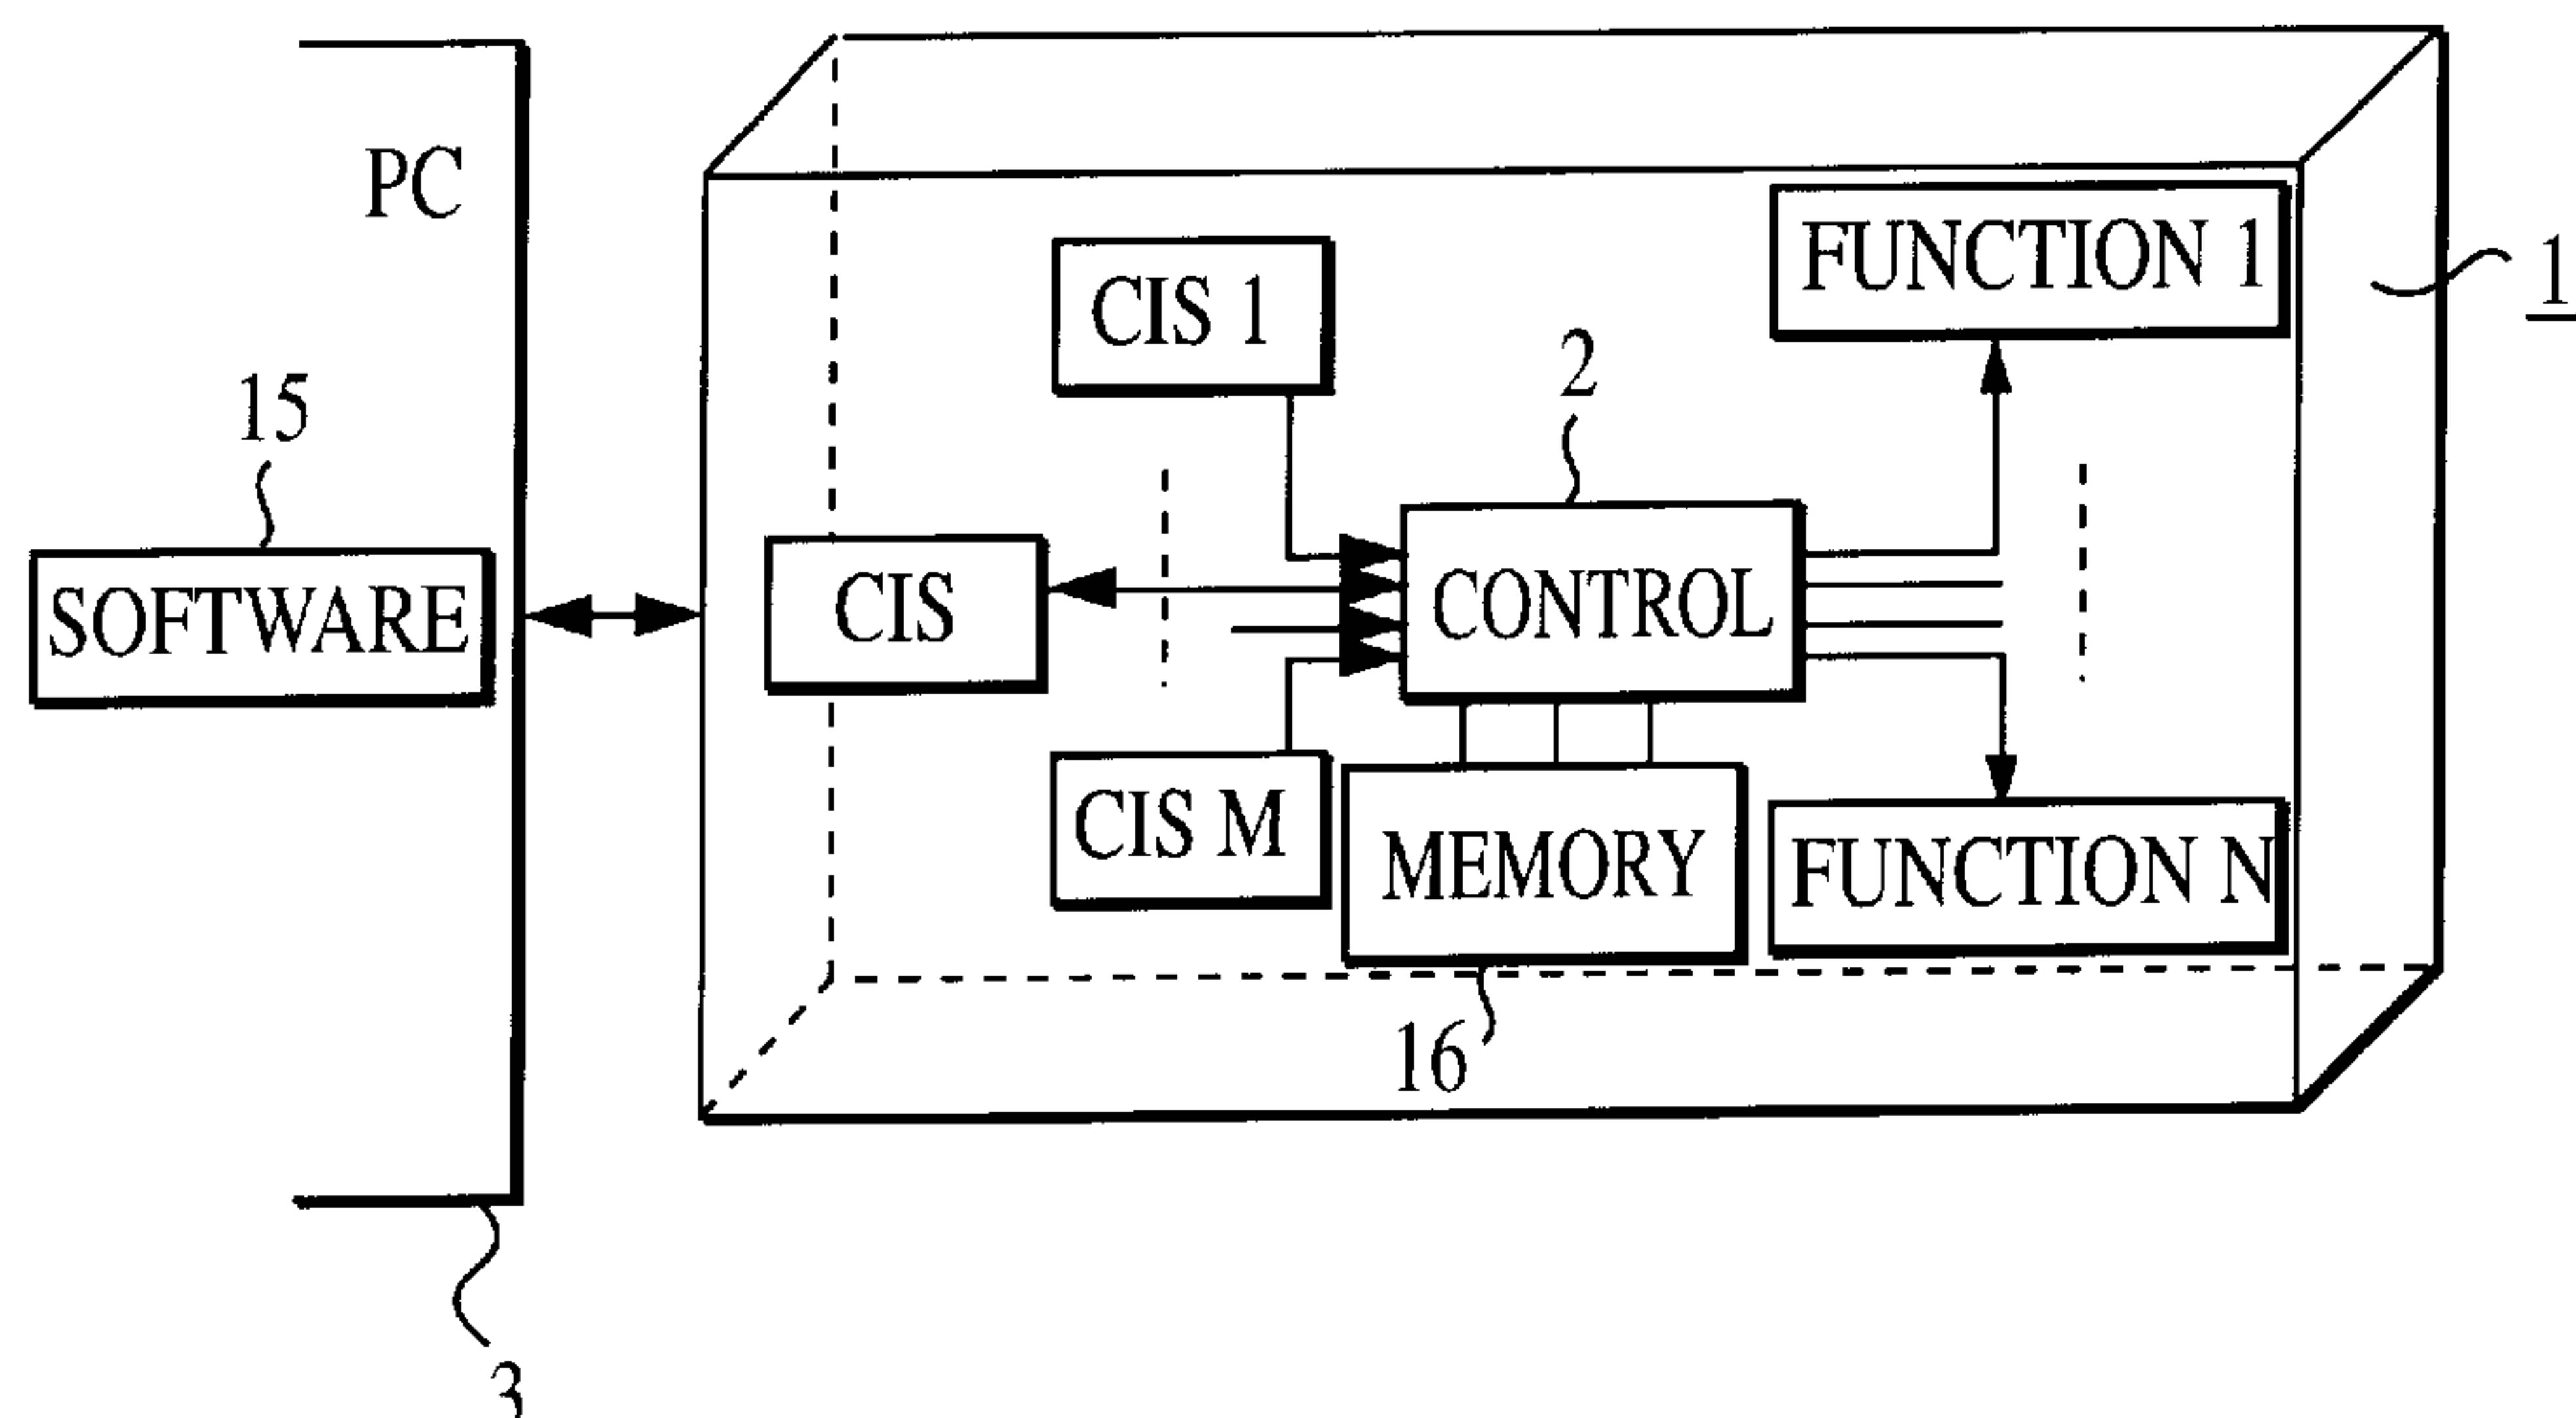 PC
FUNCTION 1
1
CIS 1
2
15
SOFTWARE
CIS
CONTROL
CIS M
MEMORY
FUNCTION N
16
3